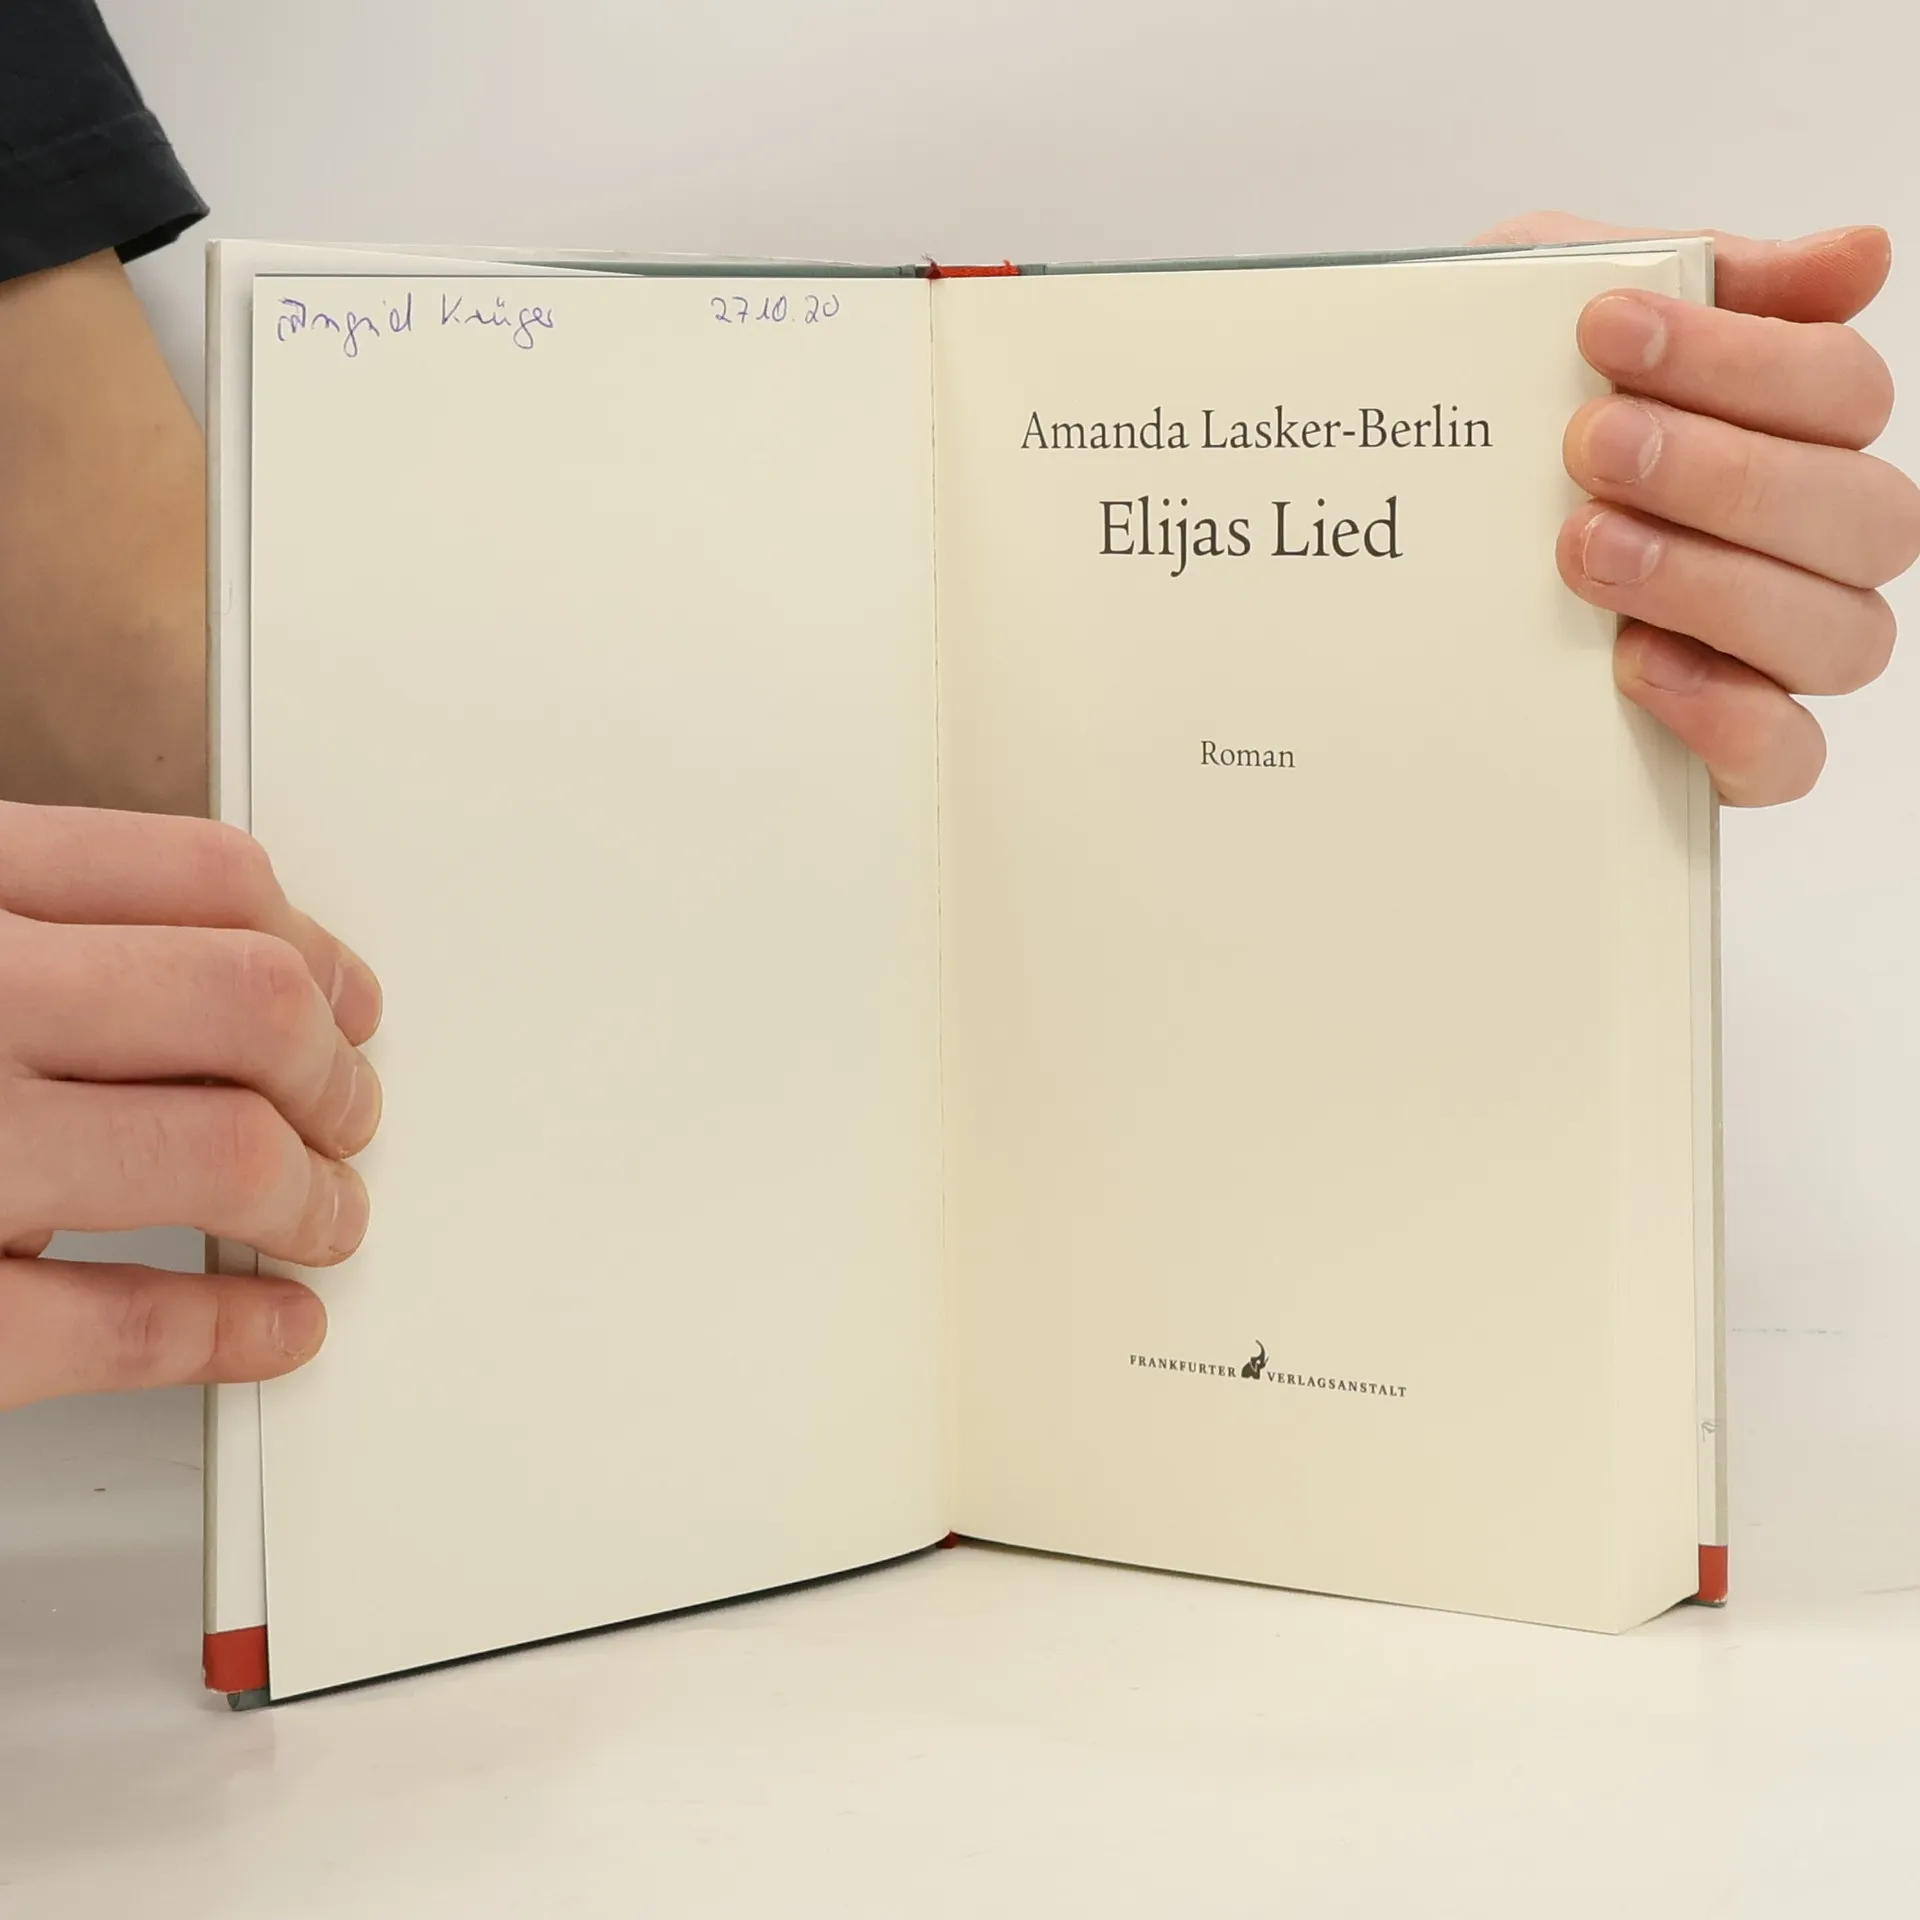 Ingrid Krüger 27.10.20
Amanda Lasker-Berlin
Elijas Lied
Roman
FRANKFURTER VERLAGSANSTALT